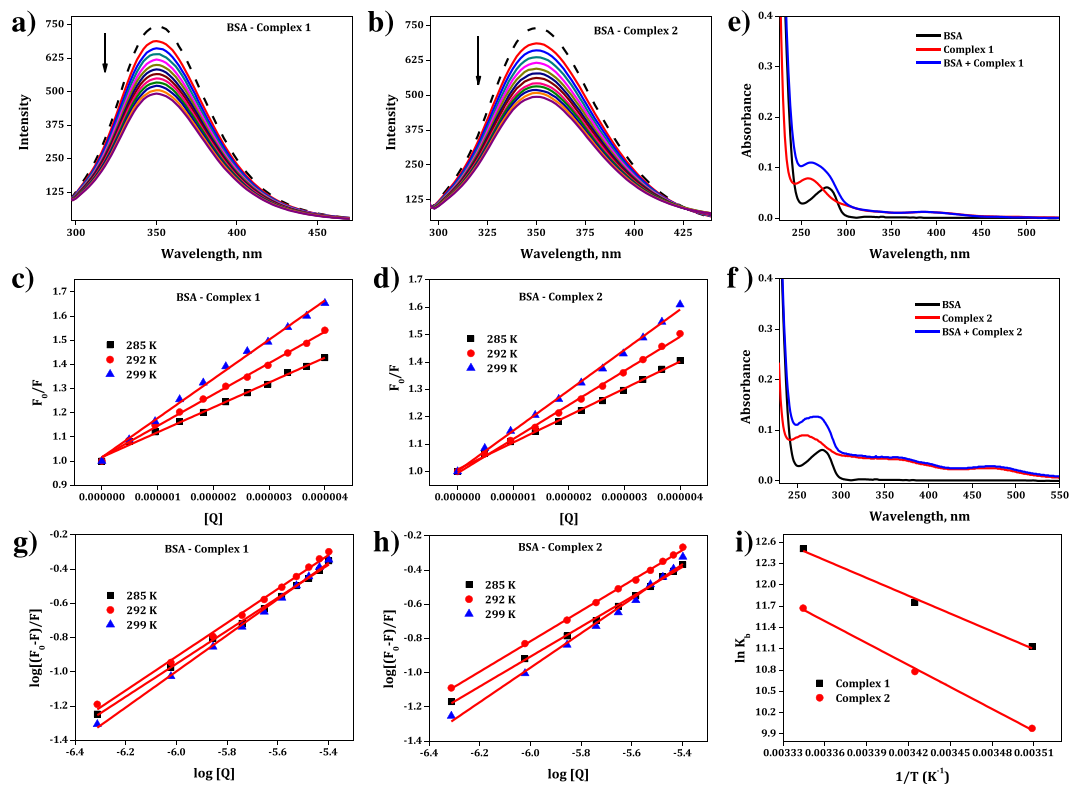 a)
BSA - Complex 1
Intensity
750
625
500
375
250
125
300 350 400 450
Wavelength, nm
b)
BSA - Complex 2
Intensity
750
625
500
375
250
125
300 325 350 375 400 425
Wavelength, nm
e)
BSA
Complex 1
BSA + Complex 1
Absorbance
0.4
0.3
0.2
0.1
0.0
250 300 350 400 450 500
Wavelength, nm
c)
BSA - Complex 1
285 K
292 K
299 K
F0/F
1.7
1.6
1.5
1.4
1.3
1.2
1.1
1.0
0.9
0.000000 0.000001 0.000002 0.000003 0.000004
[Q]
d)
BSA - Complex 2
285 K
292 K
299 K
F0/F
1.7
1.6
1.5
1.4
1.3
1.2
1.1
1.0
0.000000 0.000001 0.000002 0.000003 0.000004
[Q]
f)
BSA
Complex 2
BSA + Complex 2
Absorbance
0.4
0.3
0.2
0.1
0.0
250 300 350 400 450 500 550
Wavelength, nm
g)
BSA - Complex 1
285 K
292 K
299 K
log[(F0-F)/F]
-0.2
-0.4
-0.6
-0.8
-1.0
-1.2
-1.4
-6.4 -6.2 -6.0 -5.8 -5.6 -5.4
log [Q]
h)
BSA - Complex 2
285 K
292 K
299 K
log[(F0-F)/F]
-0.2
-0.4
-0.6
-0.8
-1.0
-1.2
-1.4
-6.4 -6.2 -6.0 -5.8 -5.6 -5.4
log [Q]
i)
Complex 1
Complex 2
ln Kb
12.6
12.3
12.0
11.7
11.4
11.1
10.8
10.5
10.2
9.9
0.00333 0.00336 0.00339 0.00342 0.00345 0.00348 0.00351
1/T (K-1)